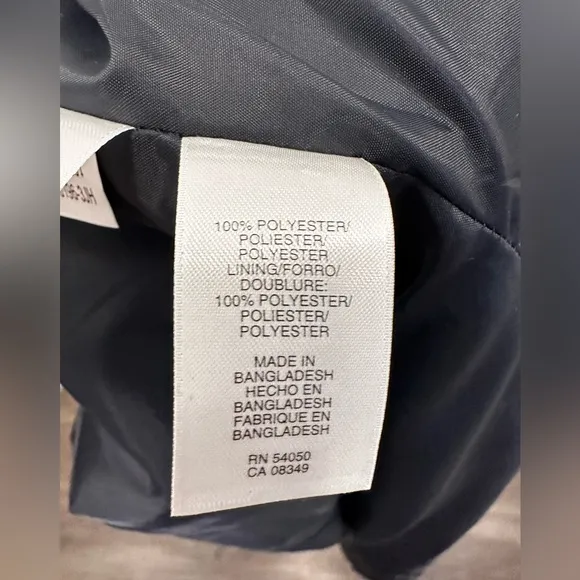 100% POLYESTER/
POLIESTER/
POLYESTER
LINING/FORRO/
DOUBLURE:
100% POLYESTER/
POLIESTER/
POLYESTER
MADE IN
BANGLADESH
HECHO EN
BANGLADESH
FABRIQUE EN
BANGLADESH
RN 54050
CA 08349